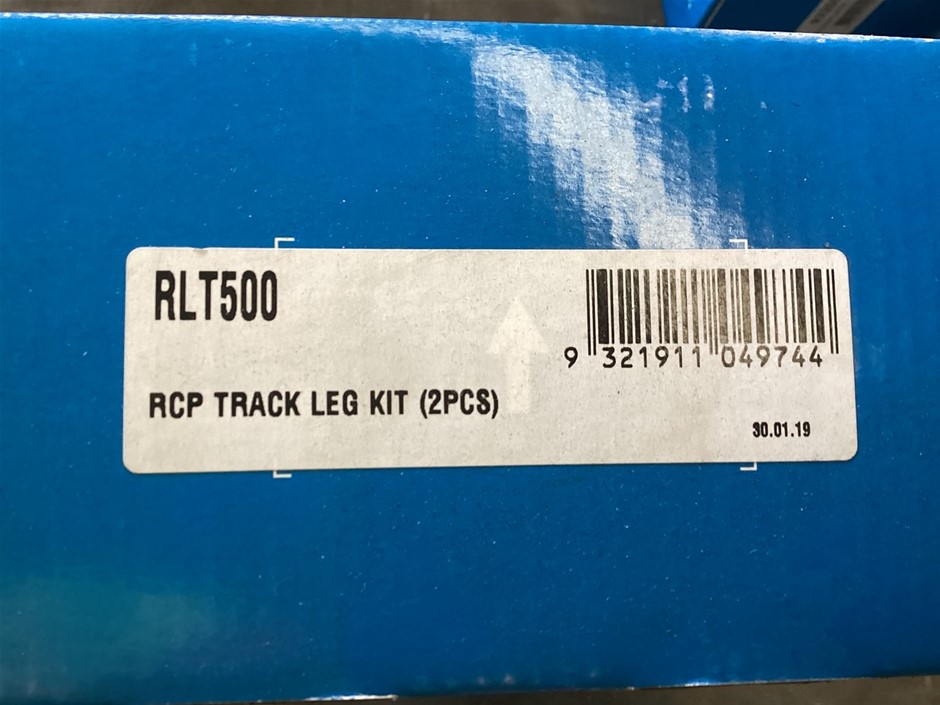 RLT500
9 321911 049744
RCP TRACK LEG KIT (2PCS)
30.01.19